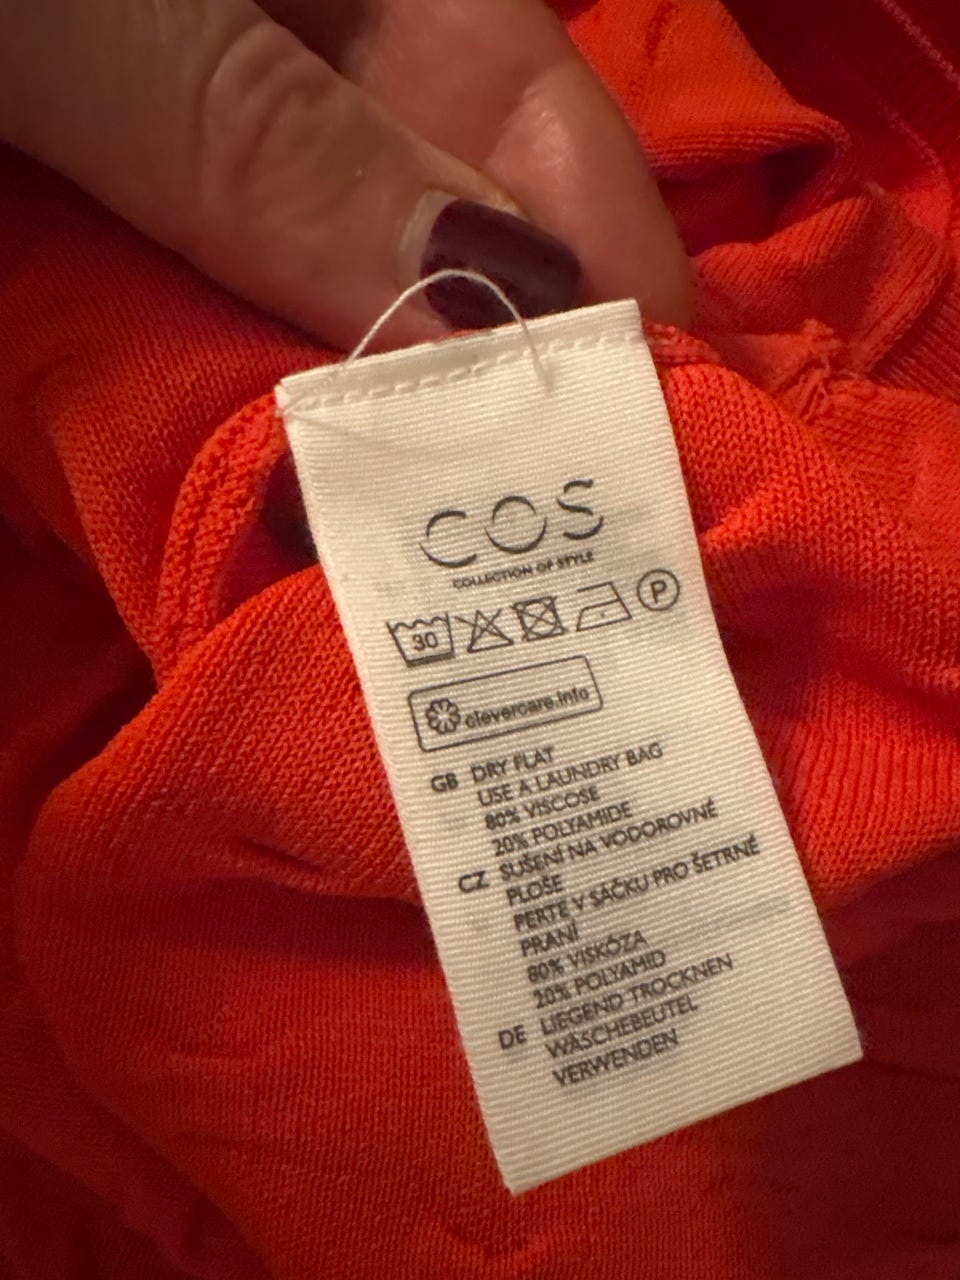 COS
COLLECTION OF STYLE
30 P
clevercare.info
GB DRY FLAT
USE A LAUNDRY BAG
80% VISCOSE
20% POLYAMIDE
CZ SUŠENÍ NA VODOROVNÉ
PLOŠE
PERTE V SÁČKU PRO ŠETRNÉ
PRANÍ
80% VISKÓZA
20% POLYAMID
DE LIEGEND TROCKNEN
WÄSCHEBEUTEL
VERWENDEN